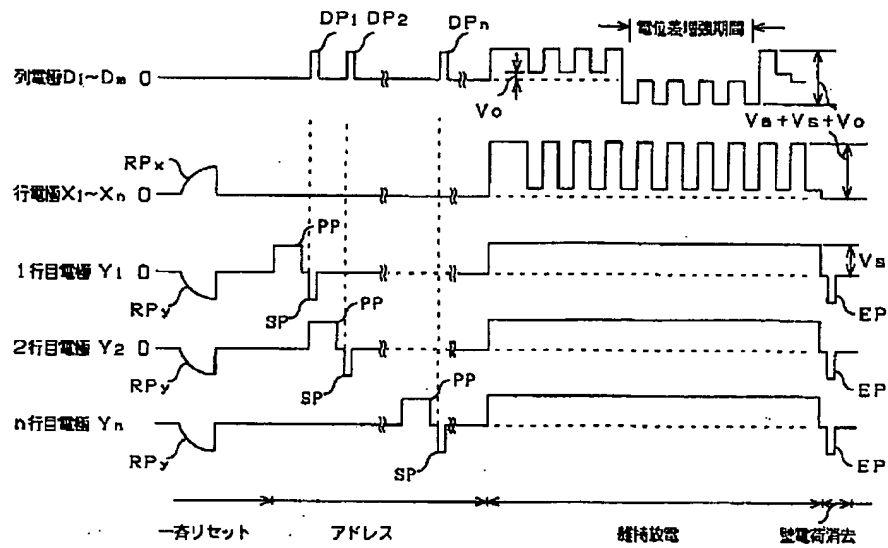 DP1 DP2 DPn
電位差増強期間
列電極D1~Dm 0
Vo
Va+Vs+Vo
RPx
行電極X1~Xn 0
PP
1行目電極 Y1 0
Vs
RPy
SP
EP
PP
2行目電極 Y2 0
RPy
SP
EP
PP
n行目電極 Yn
RPy
SP
EP
一斉リセット アドレス 維持放電 壁電荷消去